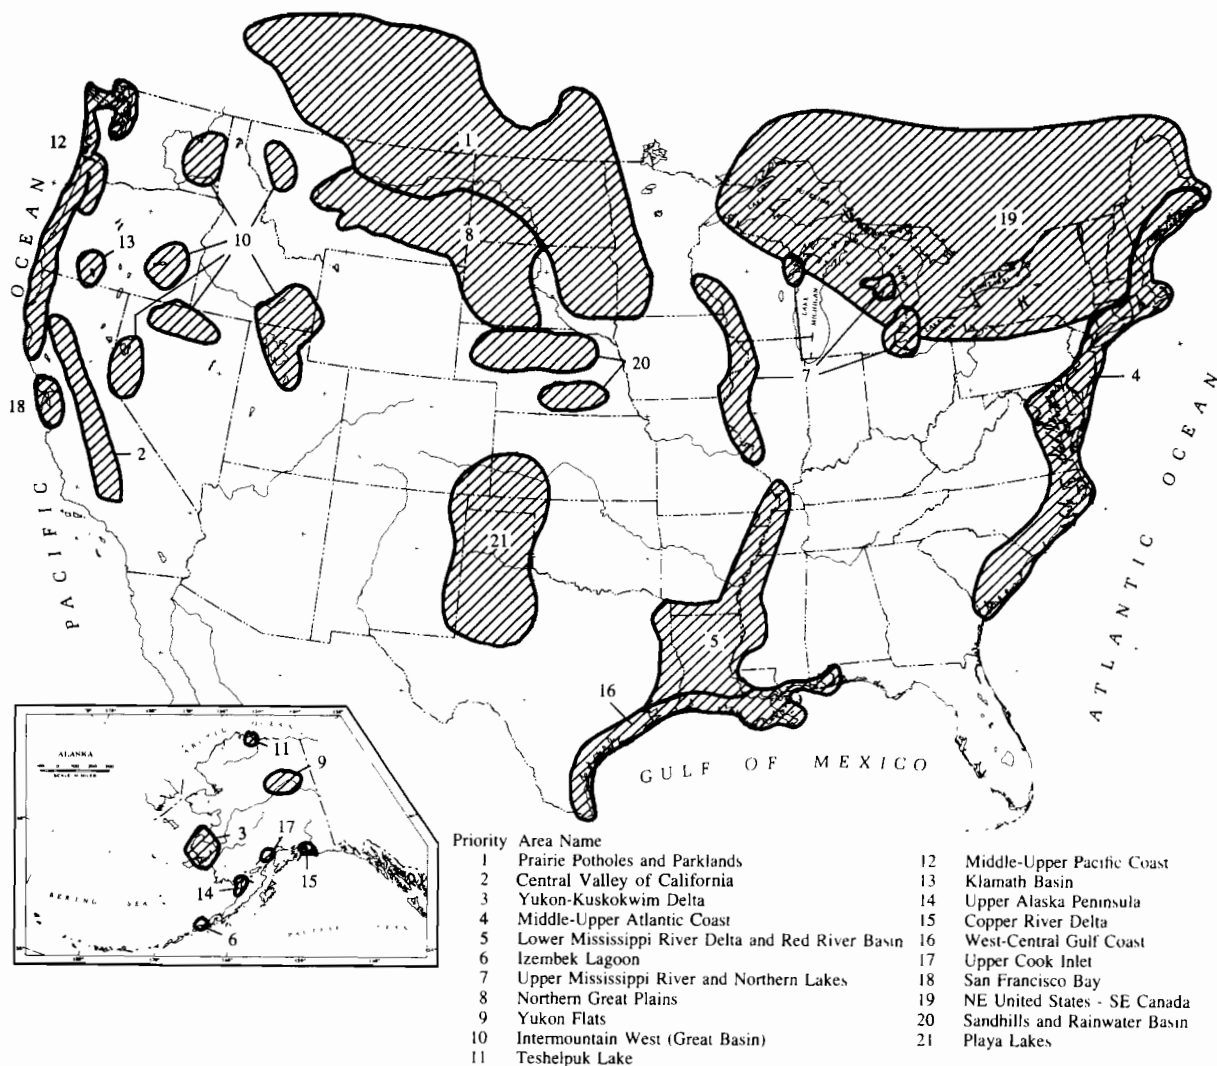 1
12
19
13
10
8
OCEAN
LAKE
MICHIGAN
20
7
4
18
2
PACIFIC
21
ATLANTIC OCEAN
5
16
GULF OF MEXICO
ALASKA
11
9
3
17
14
15
6
BERING SEA
Priority Area Name
1 Prairie Potholes and Parklands
2 Central Valley of California
3 Yukon-Kuskokwim Delta
4 Middle-Upper Atlantic Coast
5 Lower Mississippi River Delta and Red River Basin
6 Izembek Lagoon
7 Upper Mississippi River and Northern Lakes
8 Northern Great Plains
9 Yukon Flats
10 Intermountain West (Great Basin)
11 Teshelpuk Lake
12 Middle-Upper Pacific Coast
13 Klamath Basin
14 Upper Alaska Peninsula
15 Copper River Delta
16 West-Central Gulf Coast
17 Upper Cook Inlet
18 San Francisco Bay
19 NE United States - SE Canada
20 Sandhills and Rainwater Basin
21 Playa Lakes